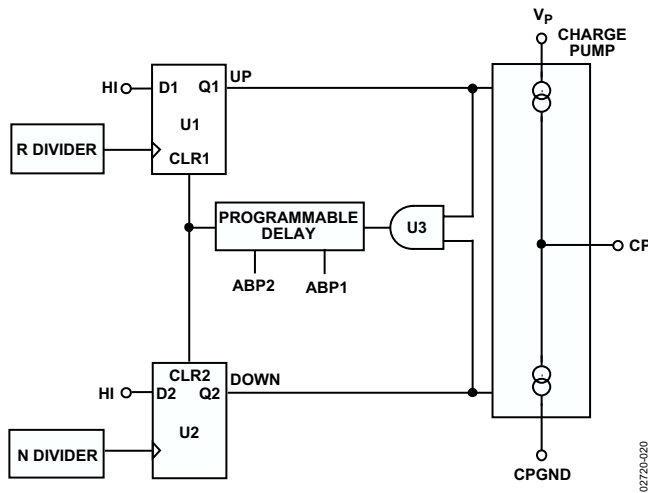 VP
CHARGE
PUMP
HI
D1
Q1
UP
U1
R DIVIDER
CLR1
PROGRAMMABLE
DELAY
U3
CP
ABP2
ABP1
CLR2
DOWN
HI
D2
Q2
U2
N DIVIDER
CPGND
02720-020